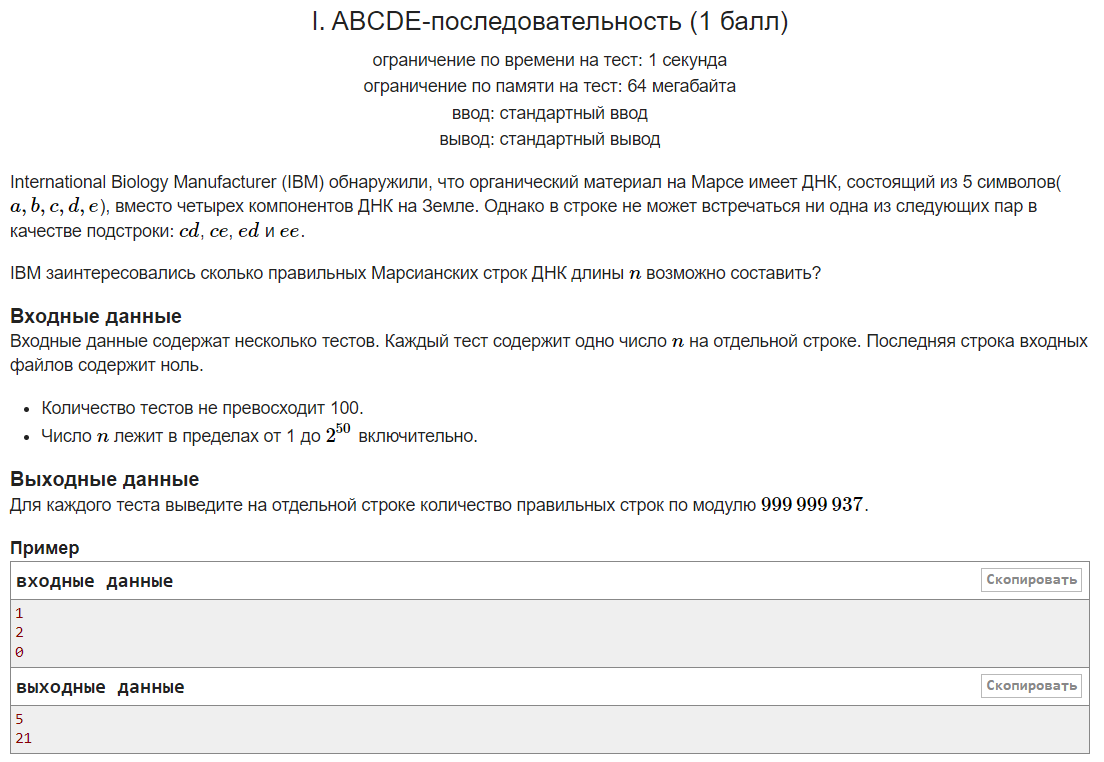 I. ABCDE-последовательность (1 балл)
ограничение по времени на тест: 1 секунда
ограничение по памяти на тест: 64 мегабайта
ввод: стандартный ввод
вывод: стандартный вывод
International Biology Manufacturer (IBM) обнаружили, что органический материал на Марсе имеет ДНК, состоящий из 5 символов(
a, b, c, d, e), вместо четырех компонентов ДНК на Земле. Однако в строке не может встречаться ни одна из следующих пар в
качестве подстроки: cd, ce, ed и ee.
IBM заинтересовались сколько правильных Марсианских строк ДНК длины n возможно составить?
Входные данные
Входные данные содержат несколько тестов. Каждый тест содержит одно число n на отдельной строке. Последняя строка входных
файлов содержит ноль.
• Количество тестов не превосходит 100.
• Число n лежит в пределах от 1 до 2^50 включительно.
Выходные данные
Для каждого теста выведите на отдельной строке количество правильных строк по модулю 999 999 937.
Пример
входные данные Скопировать
1
2
0
выходные данные Скопировать
5
21